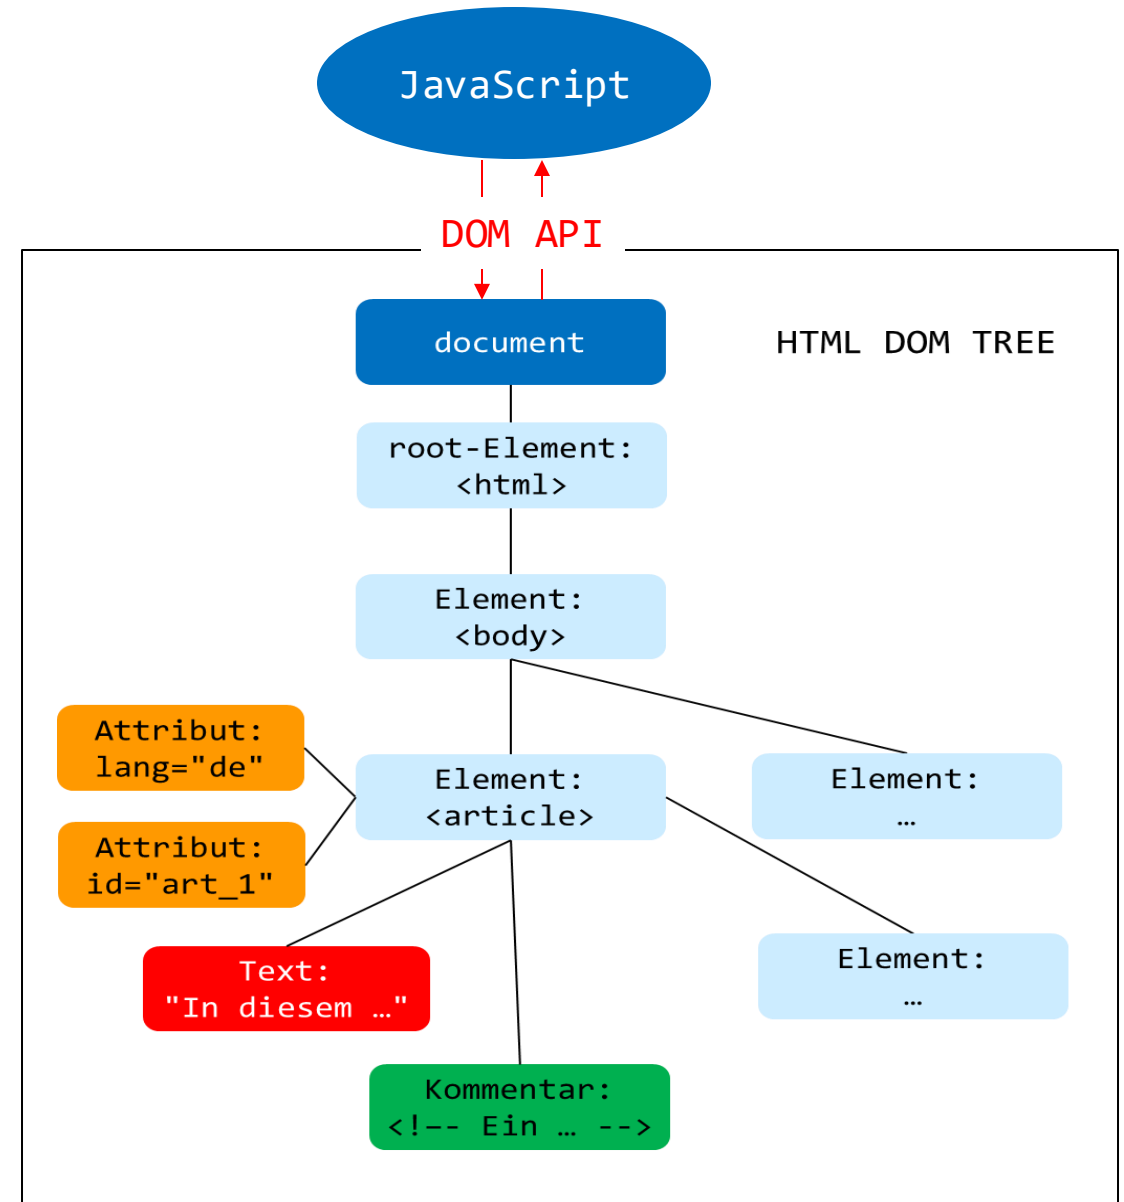 JavaScript
DOM API
document
HTML DOM TREE
root-Element:
<html>
Element:
<body>
Attribut:
lang="de"
Element:
<article>
Element:
…
Attribut:
id="art_1"
Text:
"In diesem …"
Element:
…
Kommentar:
<!-- Ein … -->